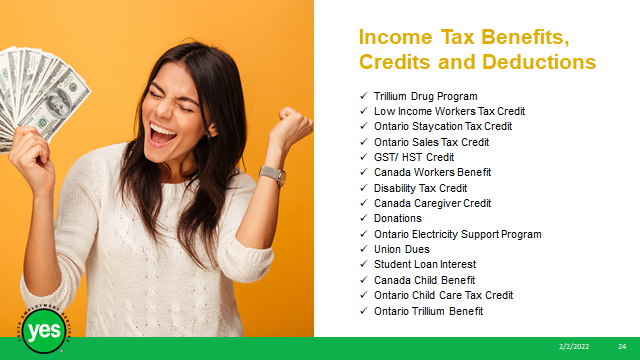 Income Tax Benefits,
Credits and Deductions
✓ Trillium Drug Program
✓ Low Income Workers Tax Credit
✓ Ontario Staycation Tax Credit
✓ Ontario Sales Tax Credit
✓ GST/ HST Credit
✓ Canada Workers Benefit
✓ Disability Tax Credit
✓ Canada Caregiver Credit
✓ Donations
✓ Ontario Electricity Support Program
✓ Union Dues
✓ Student Loan Interest
✓ Canada Child Benefit
✓ Ontario Child Care Tax Credit
✓ Ontario Trillium Benefit
YOUTH EMPLOYMENT SERVICES
yes
2/2/2022 24